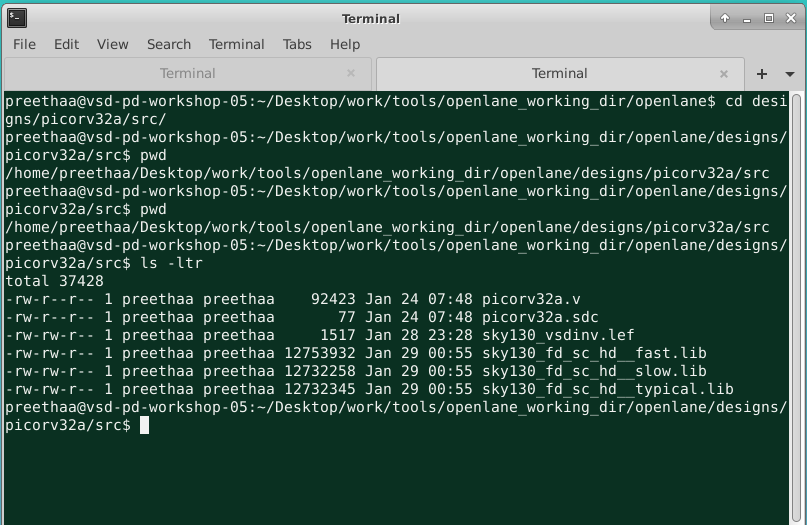 Terminal
File Edit View Search Terminal Tabs Help
Terminal × Terminal × +
preethaa@vsd-pd-workshop-05:~/Desktop/work/tools/openlane_working_dir/openlane$ cd desi
gns/picorv32a/src/
preethaa@vsd-pd-workshop-05:~/Desktop/work/tools/openlane_working_dir/openlane/designs/
picorv32a/src$ pwd
/home/preethaa/Desktop/work/tools/openlane_working_dir/openlane/designs/picorv32a/src
preethaa@vsd-pd-workshop-05:~/Desktop/work/tools/openlane_working_dir/openlane/designs/
picorv32a/src$ pwd
/home/preethaa/Desktop/work/tools/openlane_working_dir/openlane/designs/picorv32a/src
preethaa@vsd-pd-workshop-05:~/Desktop/work/tools/openlane_working_dir/openlane/designs/
picorv32a/src$ ls -ltr
total 37428
-rw-r--r-- 1 preethaa preethaa    92423 Jan 24 07:48 picorv32a.v
-rw-rw-r-- 1 preethaa preethaa       77 Jan 24 07:48 picorv32a.sdc
-rw-rw-r-- 1 preethaa preethaa     1517 Jan 28 23:28 sky130_vsdinv.lef
-rw-rw-r-- 1 preethaa preethaa 12753932 Jan 29 00:55 sky130_fd_sc_hd__fast.lib
-rw-rw-r-- 1 preethaa preethaa 12732258 Jan 29 00:55 sky130_fd_sc_hd__slow.lib
-rw-rw-r-- 1 preethaa preethaa 12732345 Jan 29 00:55 sky130_fd_sc_hd__typical.lib
preethaa@vsd-pd-workshop-05:~/Desktop/work/tools/openlane_working_dir/openlane/designs/
picorv32a/src$